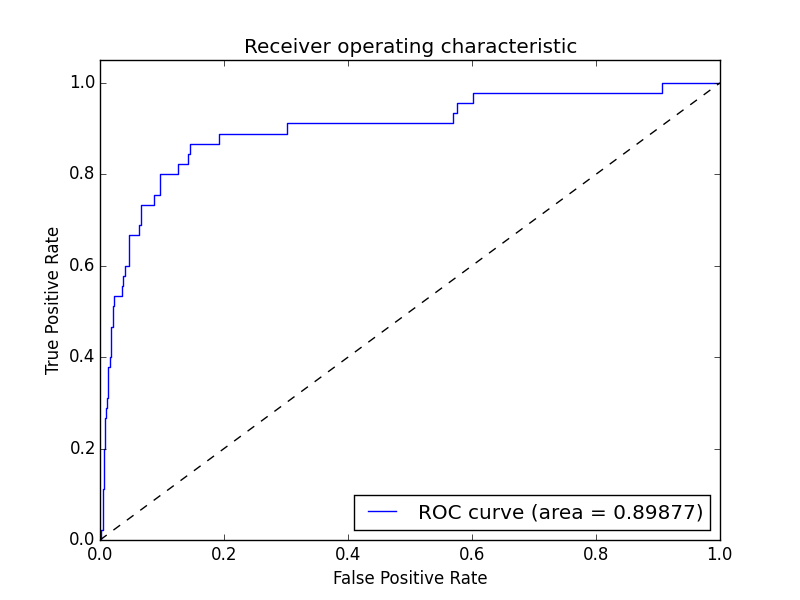 Receiver operating characteristic
1.0
0.8
0.6
0.4
0.2
0.0
True Positive Rate
ROC curve (area = 0.89877)
0.0 0.2 0.4 0.6 0.8 1.0
False Positive Rate